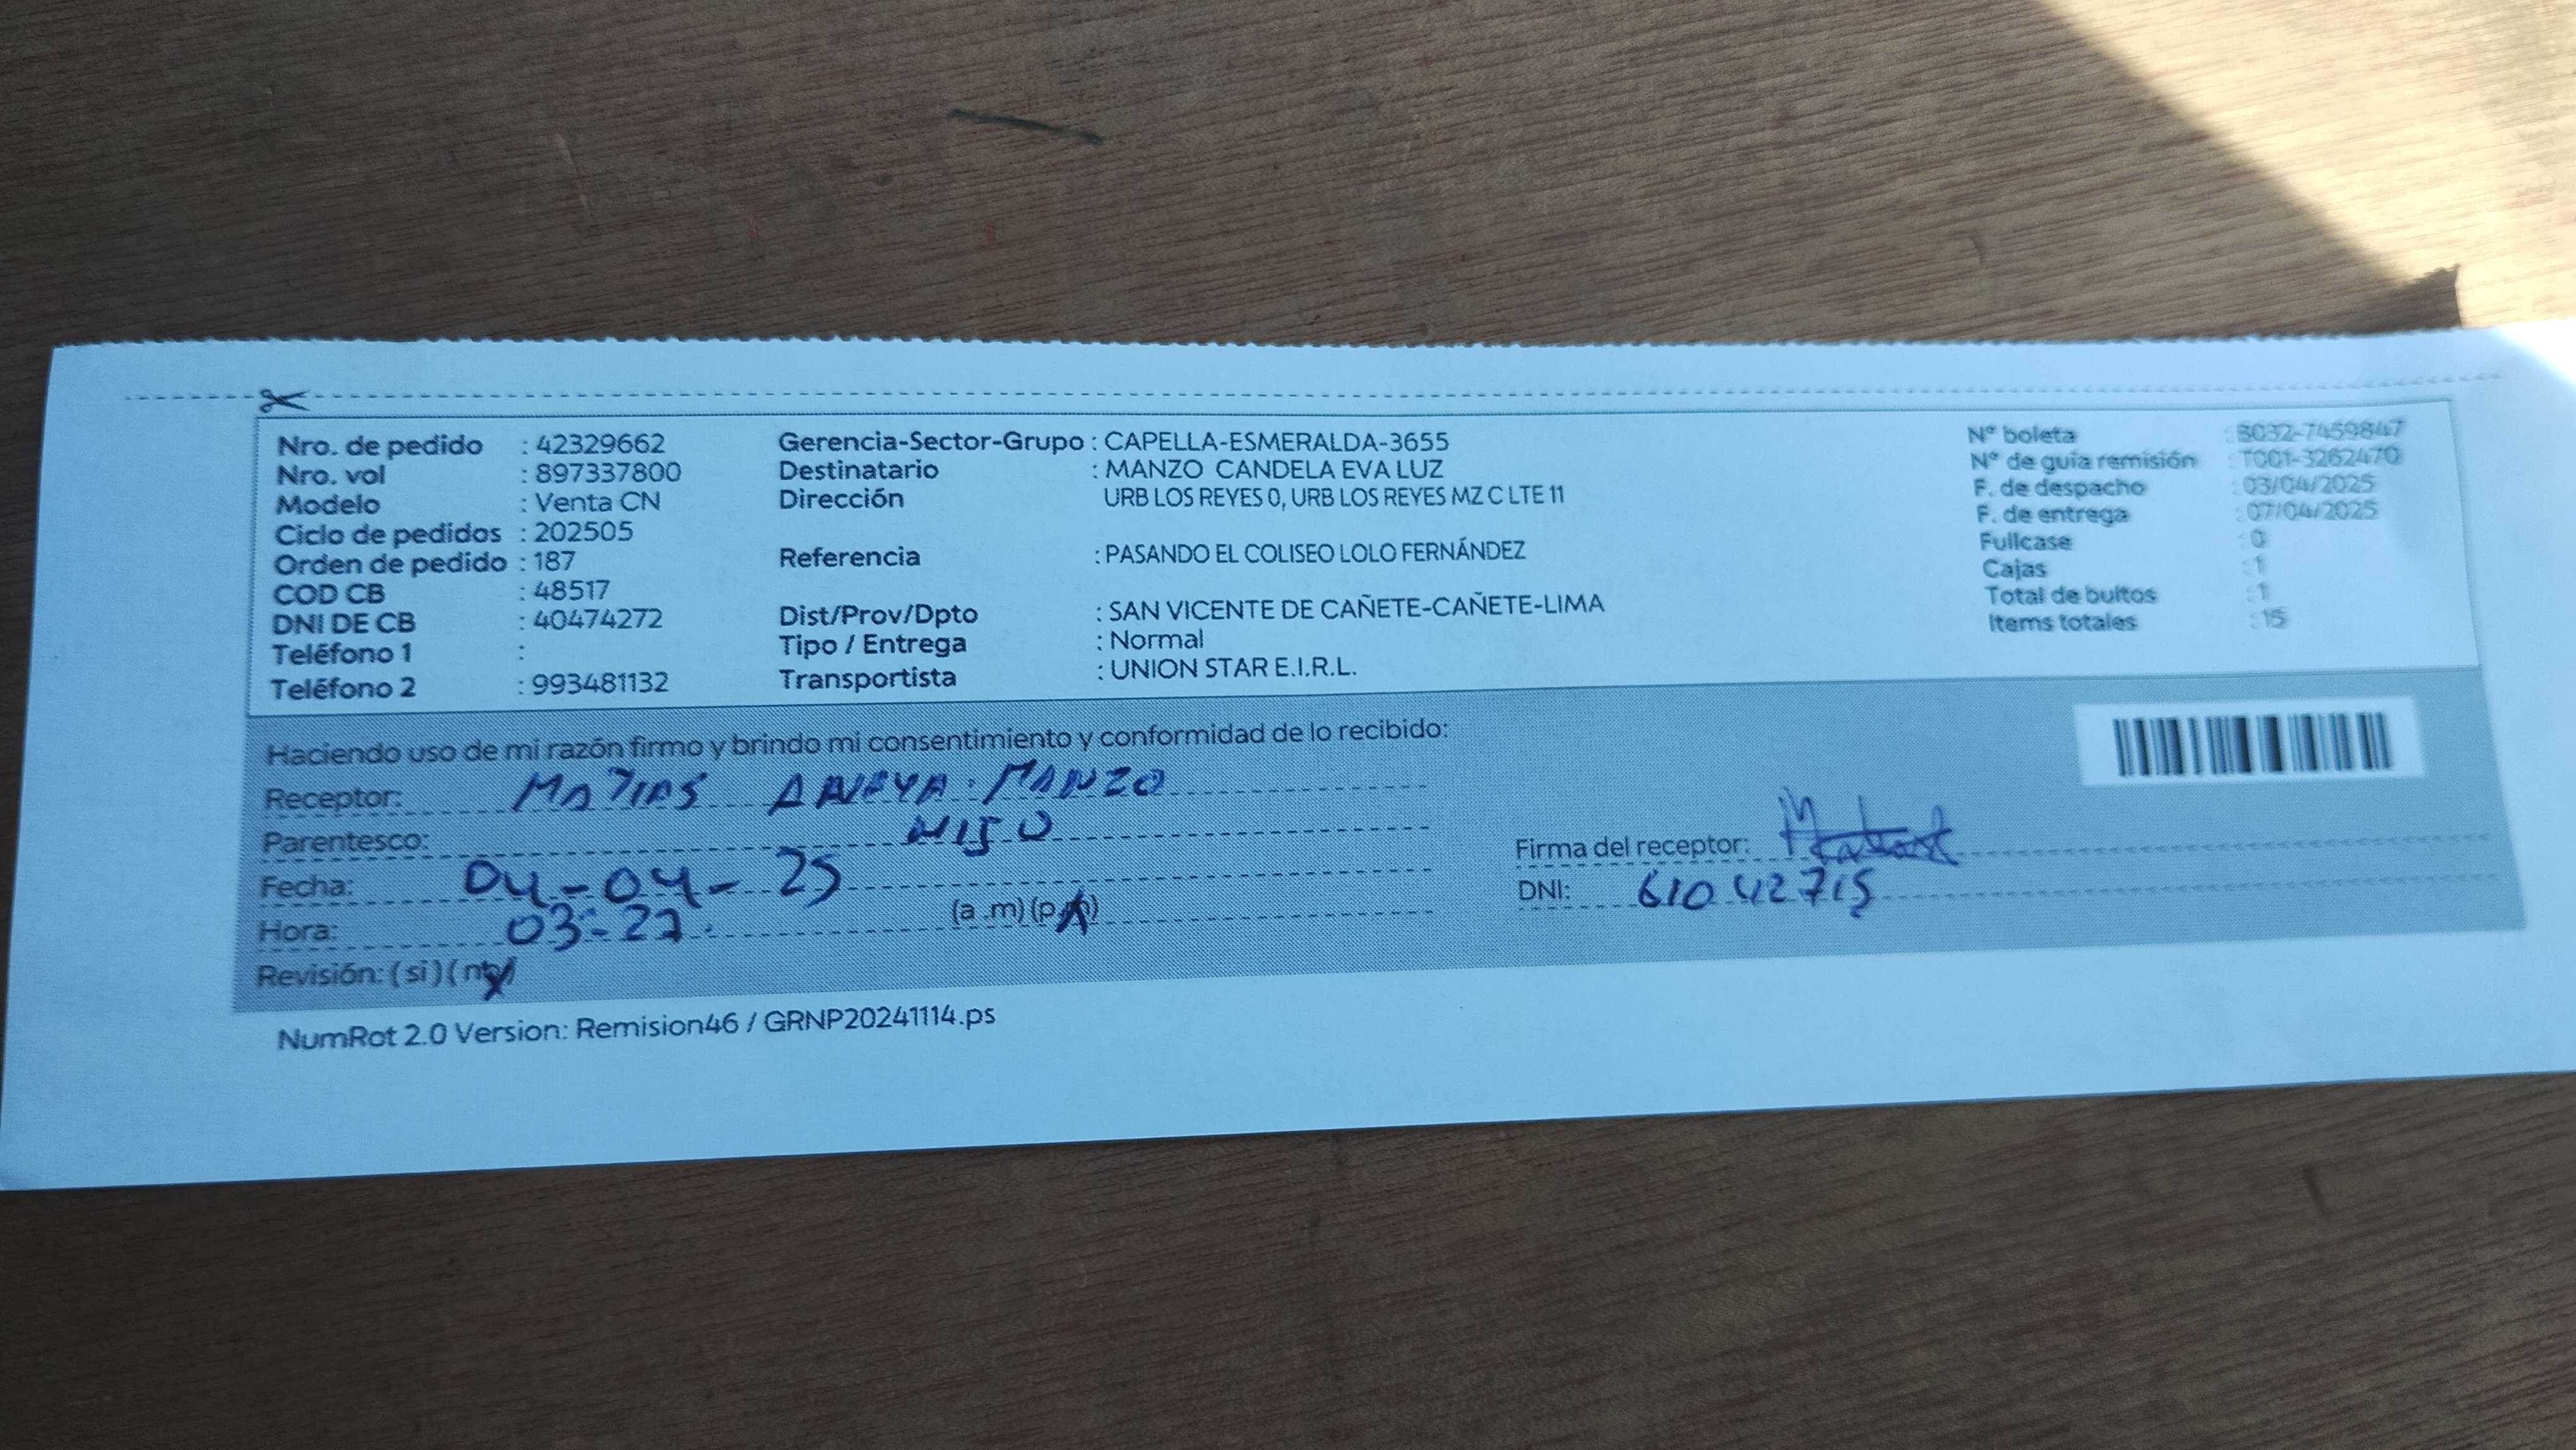 Nro. de pedido : 42329662
Nro. vol : 897337800
Modelo : Venta CN
Ciclo de pedidos : 202505
Orden de pedido : 187
COD CB : 48517
DNI DE CB : 40474272
Teléfono 1 :
Teléfono 2 : 993481132
Gerencia-Sector-Grupo : CAPELLA-ESMERALDA-3655
Destinatario : MANZO CANDELA EVA LUZ
Dirección URB LOS REYES 0, URB LOS REYES MZ C LTE 11
Referencia : PASANDO EL COLISEO LOLO FERNÁNDEZ
Dist/Prov/Dpto : SAN VICENTE DE CAÑETE-CAÑETE-LIMA
Tipo / Entrega : Normal
Transportista : UNION STAR E.I.R.L.
N° boleta : B032-7459847
N° de guía remisión : T001-3262470
F. de despacho : 03/04/2025
F. de entrega : 07/04/2025
Fullcase : 0
Cajas : 1
Total de bultos : 1
Items totales : 15
Haciendo uso de mi razón firmo y brindo mi consentimiento y conformidad de lo recibido:
Receptor: MATIAS ANAYA MANZO
Parentesco: HIJO
Fecha: 04-04-25
Hora: 03:27 (a .m) (p.m)
Revisión: (si) (no)
Firma del receptor:
DNI: 61042715
NumRot 2.0 Version: Remision46 / GRNP20241114.ps